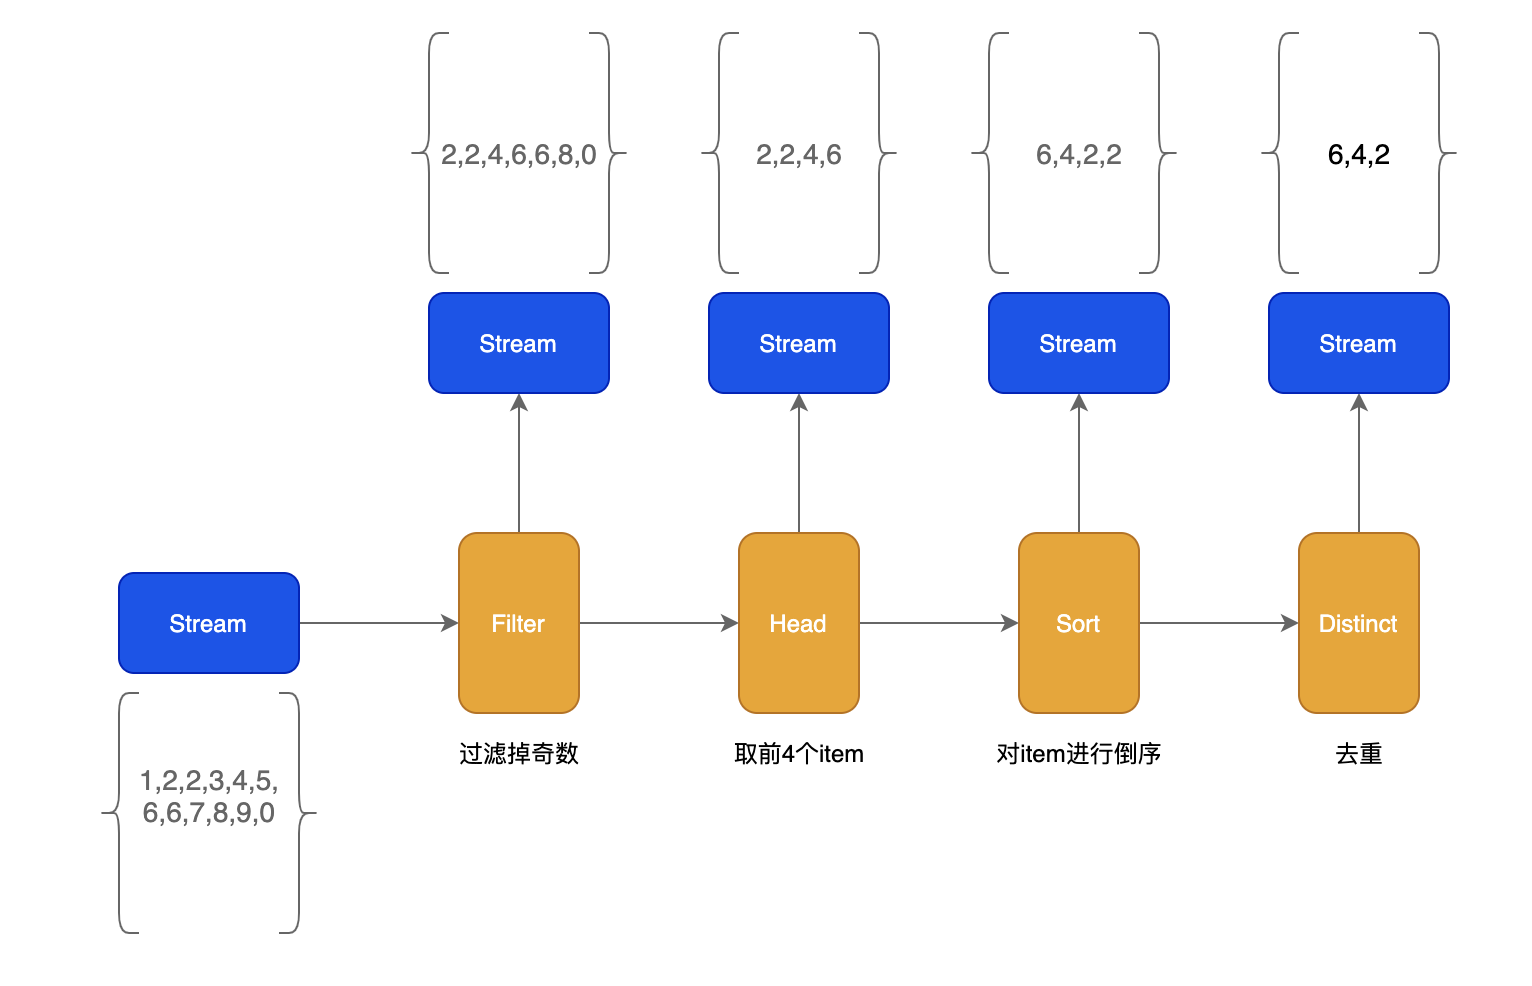 2,2,4,6,6,8,0
2,2,4,6
6,4,2,2
6,4,2
Stream
Stream
Stream
Stream
Stream
Filter
Head
Sort
Distinct
过滤掉奇数
取前4个item
对item进行倒序
去重
1,2,2,3,4,5,
6,6,7,8,9,0